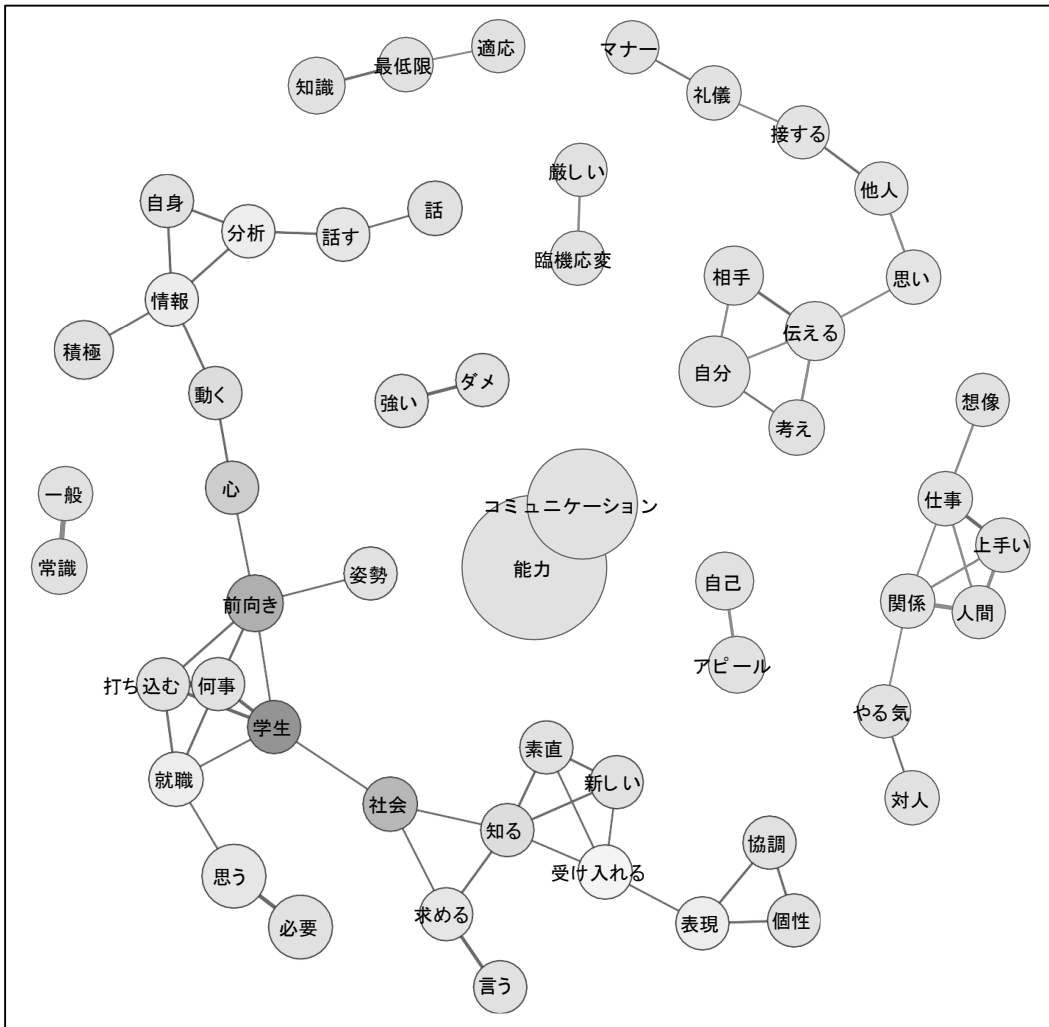 適応
最低限
知識
マナー
礼儀
接する
他人
思い
厳しい
臨機応変
自身
分析
話す
話
情報
積極
動く
心
相手
伝える
自分
考え
強い
ダメ
想像
仕事
上手い
関係
人間
やる気
対人
一般
常識
コミュニケーション
能力
自己
アピール
姿勢
前向き
打ち込む
何事
学生
就職
思う
必要
社会
素直
新しい
知る
受け入れる
求める
言う
協調
表現
個性